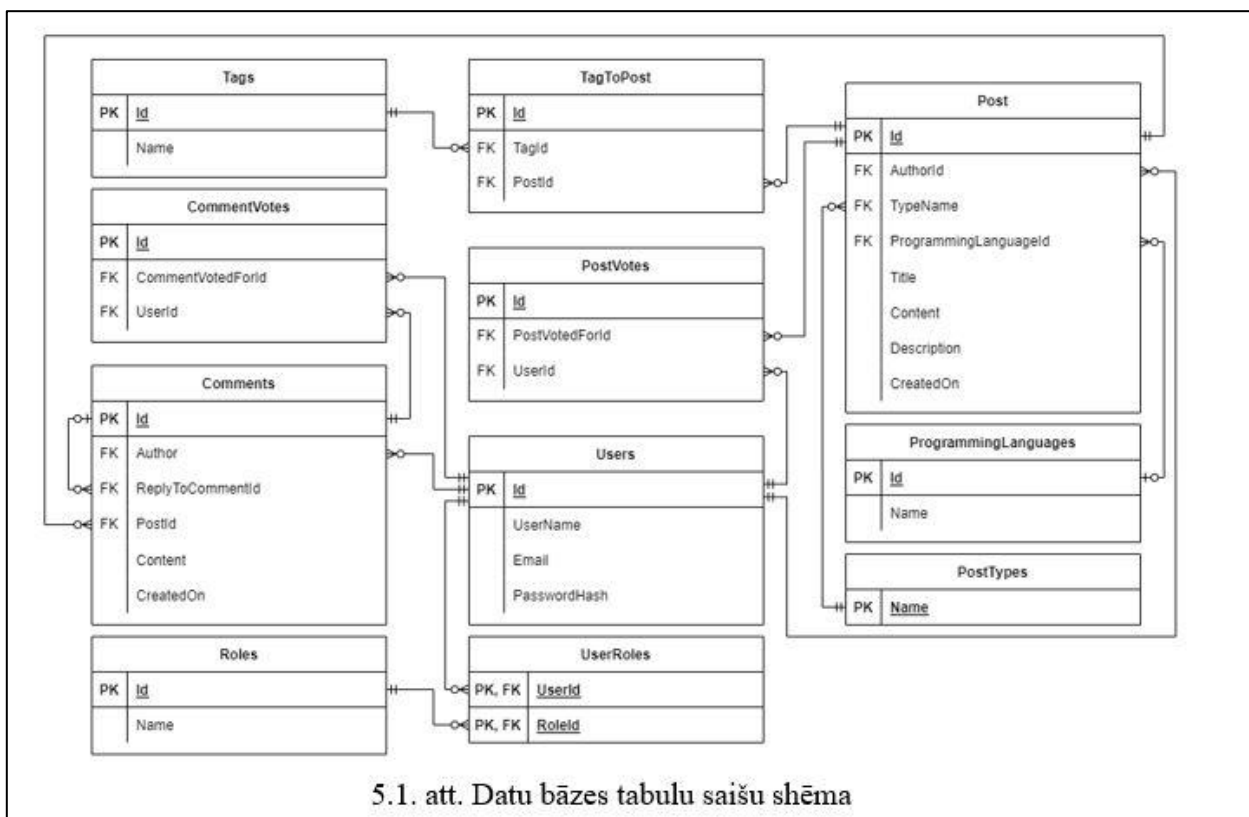 Tags
PK Id
Name
TagToPost
PK Id
FK TagId
FK PostId
Post
PK Id
FK AuthorId
FK TypeName
FK ProgrammingLanguageId
Title
Content
Description
CreatedOn
CommentVotes
PK Id
FK CommentVotedForId
FK UserId
PostVotes
PK Id
FK PostVotedForId
FK UserId
Comments
PK Id
FK Author
FK ReplyToCommentId
FK PostId
Content
CreatedOn
Users
PK Id
UserName
Email
PasswordHash
ProgrammingLanguages
PK Id
Name
PostTypes
PK Name
Roles
PK Id
Name
UserRoles
PK, FK UserId
PK, FK RoleId
5.1. att. Datu bāzes tabulu saišu shēma